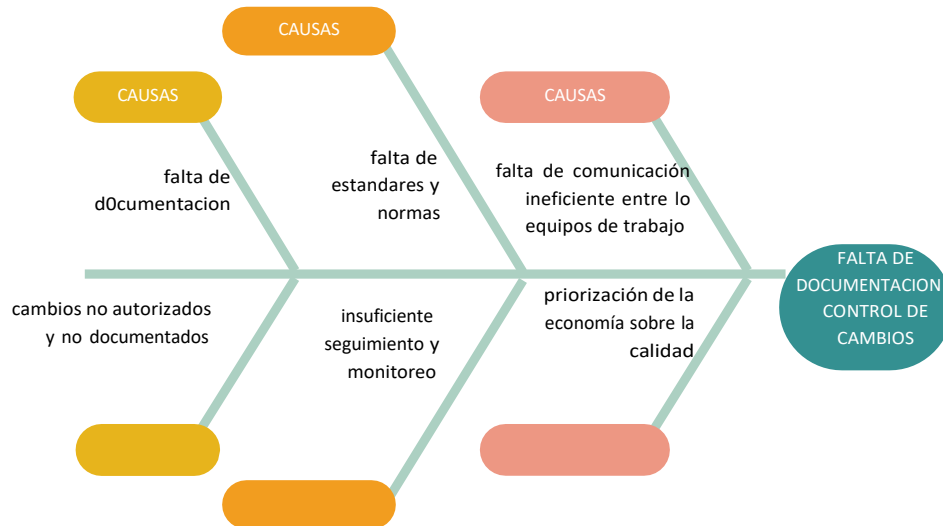 CAUSAS
CAUSAS
CAUSAS
falta de
d0cumentacion
falta de
estandares y
normas
falta de comunicación
ineficiente entre lo
equipos de trabajo
FALTA DE
DOCUMENTACION
CONTROL DE
CAMBIOS
cambios no autorizados
y no documentados
insuficiente
seguimiento y
monitoreo
priorización de la
economía sobre la
calidad